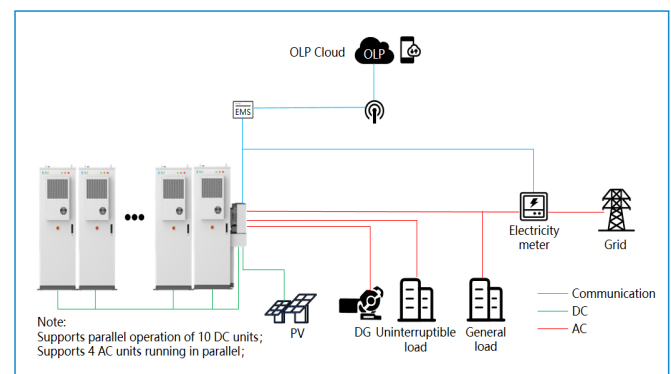 OLP Cloud
OLP
EMS
Electricity
meter
Grid
PV
DG
Uninterruptible
load
General
load
Communication
DC
AC
Note:
Supports parallel operation of 10 DC units;
Supports 4 AC units running in parallel;